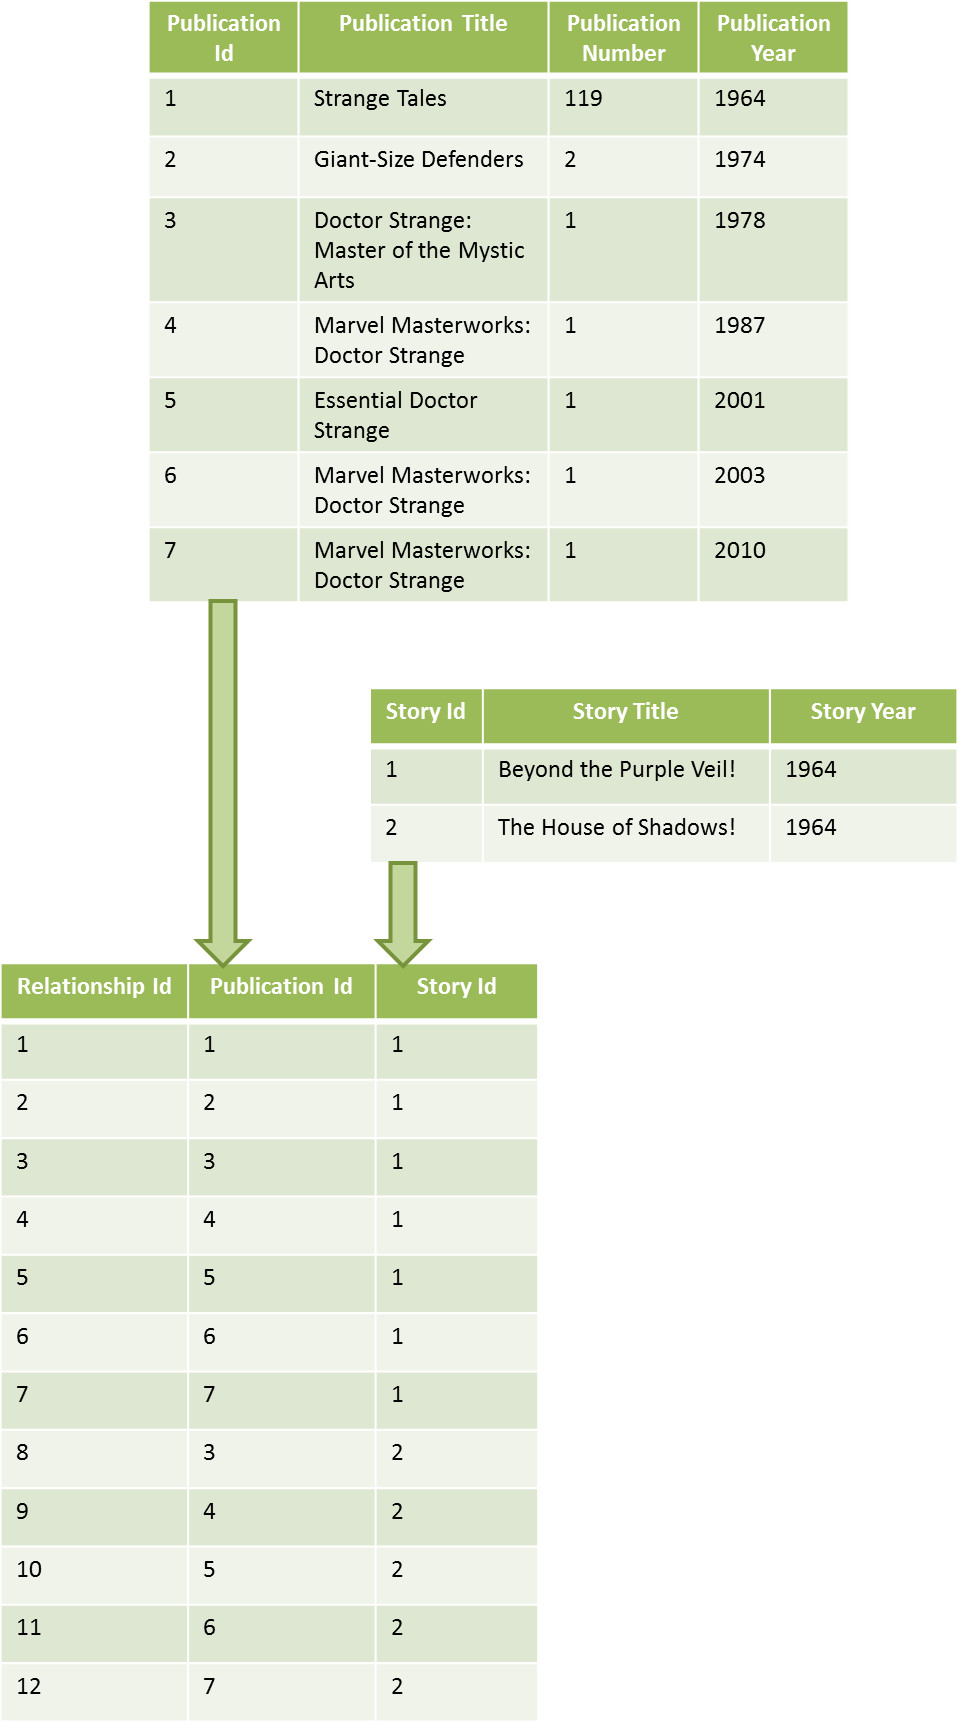 Publication Id Publication Title Publication Number Publication Year
1 Strange Tales 119 1964
2 Giant-Size Defenders 2 1974
3 Doctor Strange: Master of the Mystic Arts 1 1978
4 Marvel Masterworks: Doctor Strange 1 1987
5 Essential Doctor Strange 1 2001
6 Marvel Masterworks: Doctor Strange 1 2003
7 Marvel Masterworks: Doctor Strange 1 2010
Story Id Story Title Story Year
1 Beyond the Purple Veil! 1964
2 The House of Shadows! 1964
Relationship Id Publication Id Story Id
1 1 1
2 2 1
3 3 1
4 4 1
5 5 1
6 6 1
7 7 1
8 3 2
9 4 2
10 5 2
11 6 2
12 7 2